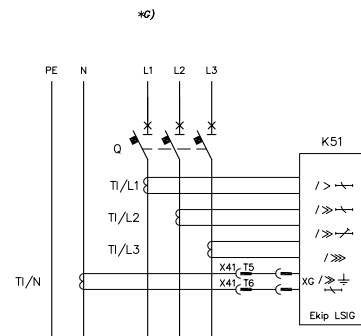 *G)
PE N L1 L2 L3
Q
K51
TI/L1
TI/L2
TI/L3
TI/N
X41 T5
X41 T6
XG
I >
I >>
I >>
I >>>
I >>
Ekip LSIG